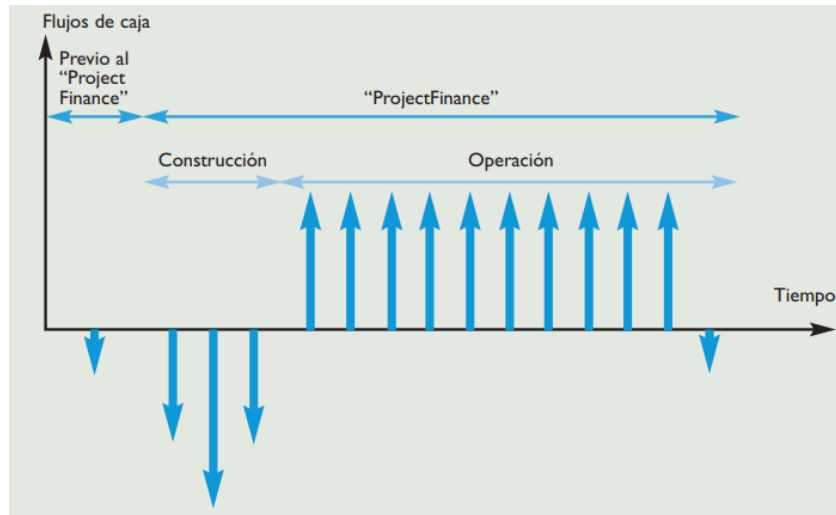 Flujos de caja
Previo al
“Project
Finance”
“ProjectFinance”
Construcción
Operación
Tiempo